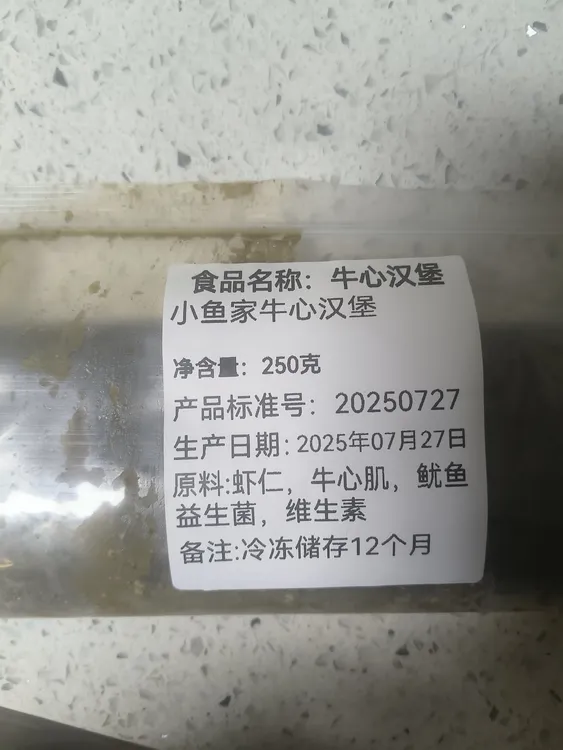 食品名称：牛心汉堡
小鱼家牛心汉堡
净含量：250克
产品标准号：20250727
生产日期：2025年07月27日
原料:虾仁，牛心肌，鱿鱼
益生菌，维生素
备注:冷冻储存12个月